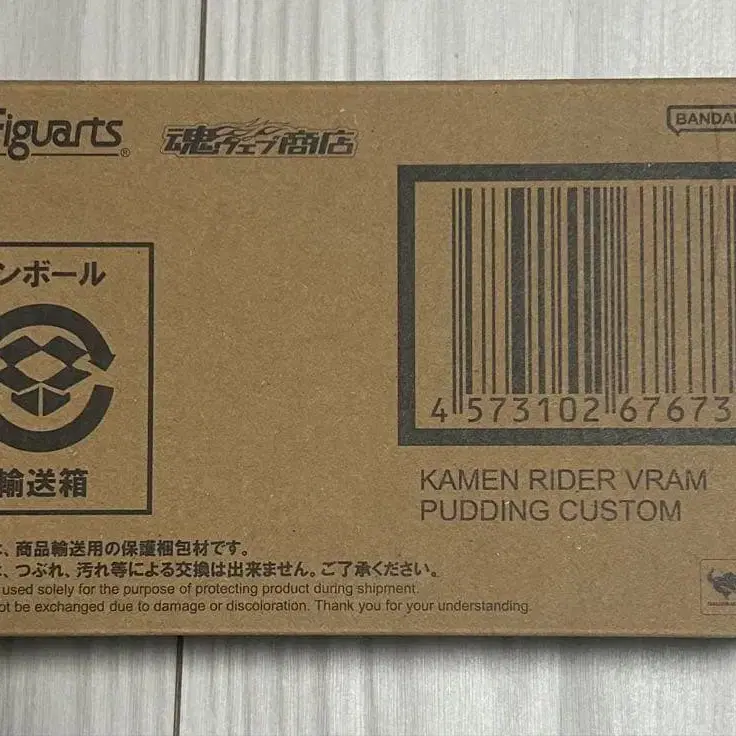 Figuarts®
魂ウェブ商店
BANDAI
ンボール
輸送箱
4 573102 67673
KAMEN RIDER VRAM
PUDDING CUSTOM
、商品輸送用の保護梱包材です。
、つぶれ、汚れ等による交換は出来ません。ご了承ください。
used solely for the purpose of protecting product during shipment.
ot be exchanged due to damage or discoloration. Thank you for your understanding.